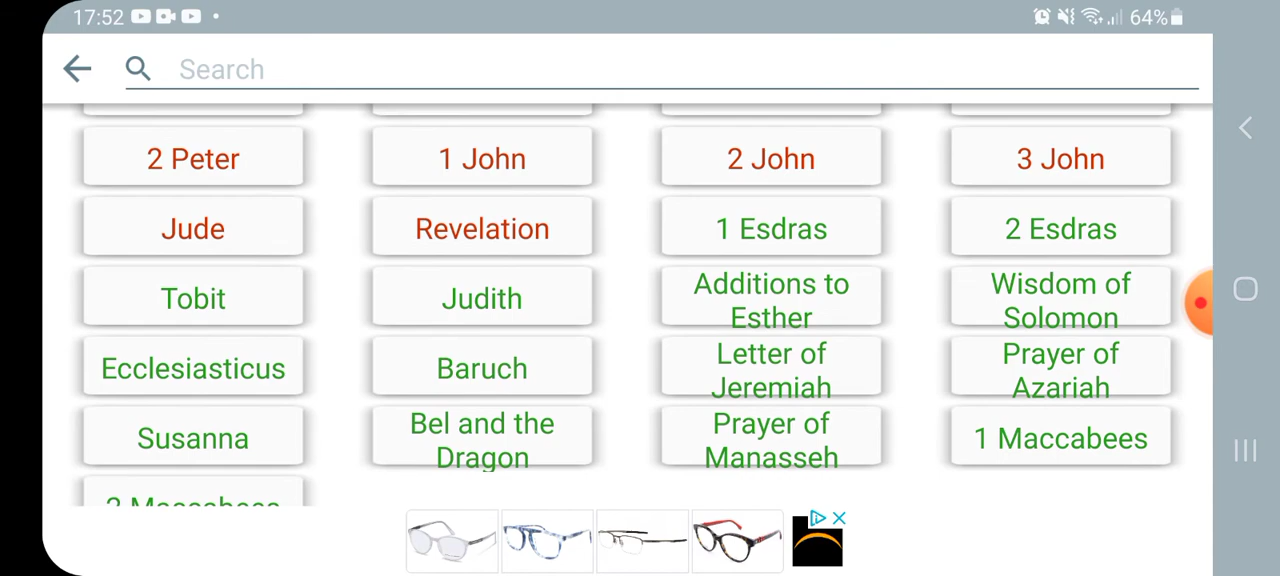 17:52
64%
Search
2 Peter
1 John
2 John
3 John
Jude
Revelation
1 Esdras
2 Esdras
Tobit
Judith
Additions to
Esther
Wisdom of
Solomon
Ecclesiasticus
Baruch
Letter of
Jeremiah
Prayer of
Azariah
Susanna
Bel and the
Dragon
Prayer of
Manasseh
1 Maccabees
2 Maccabees